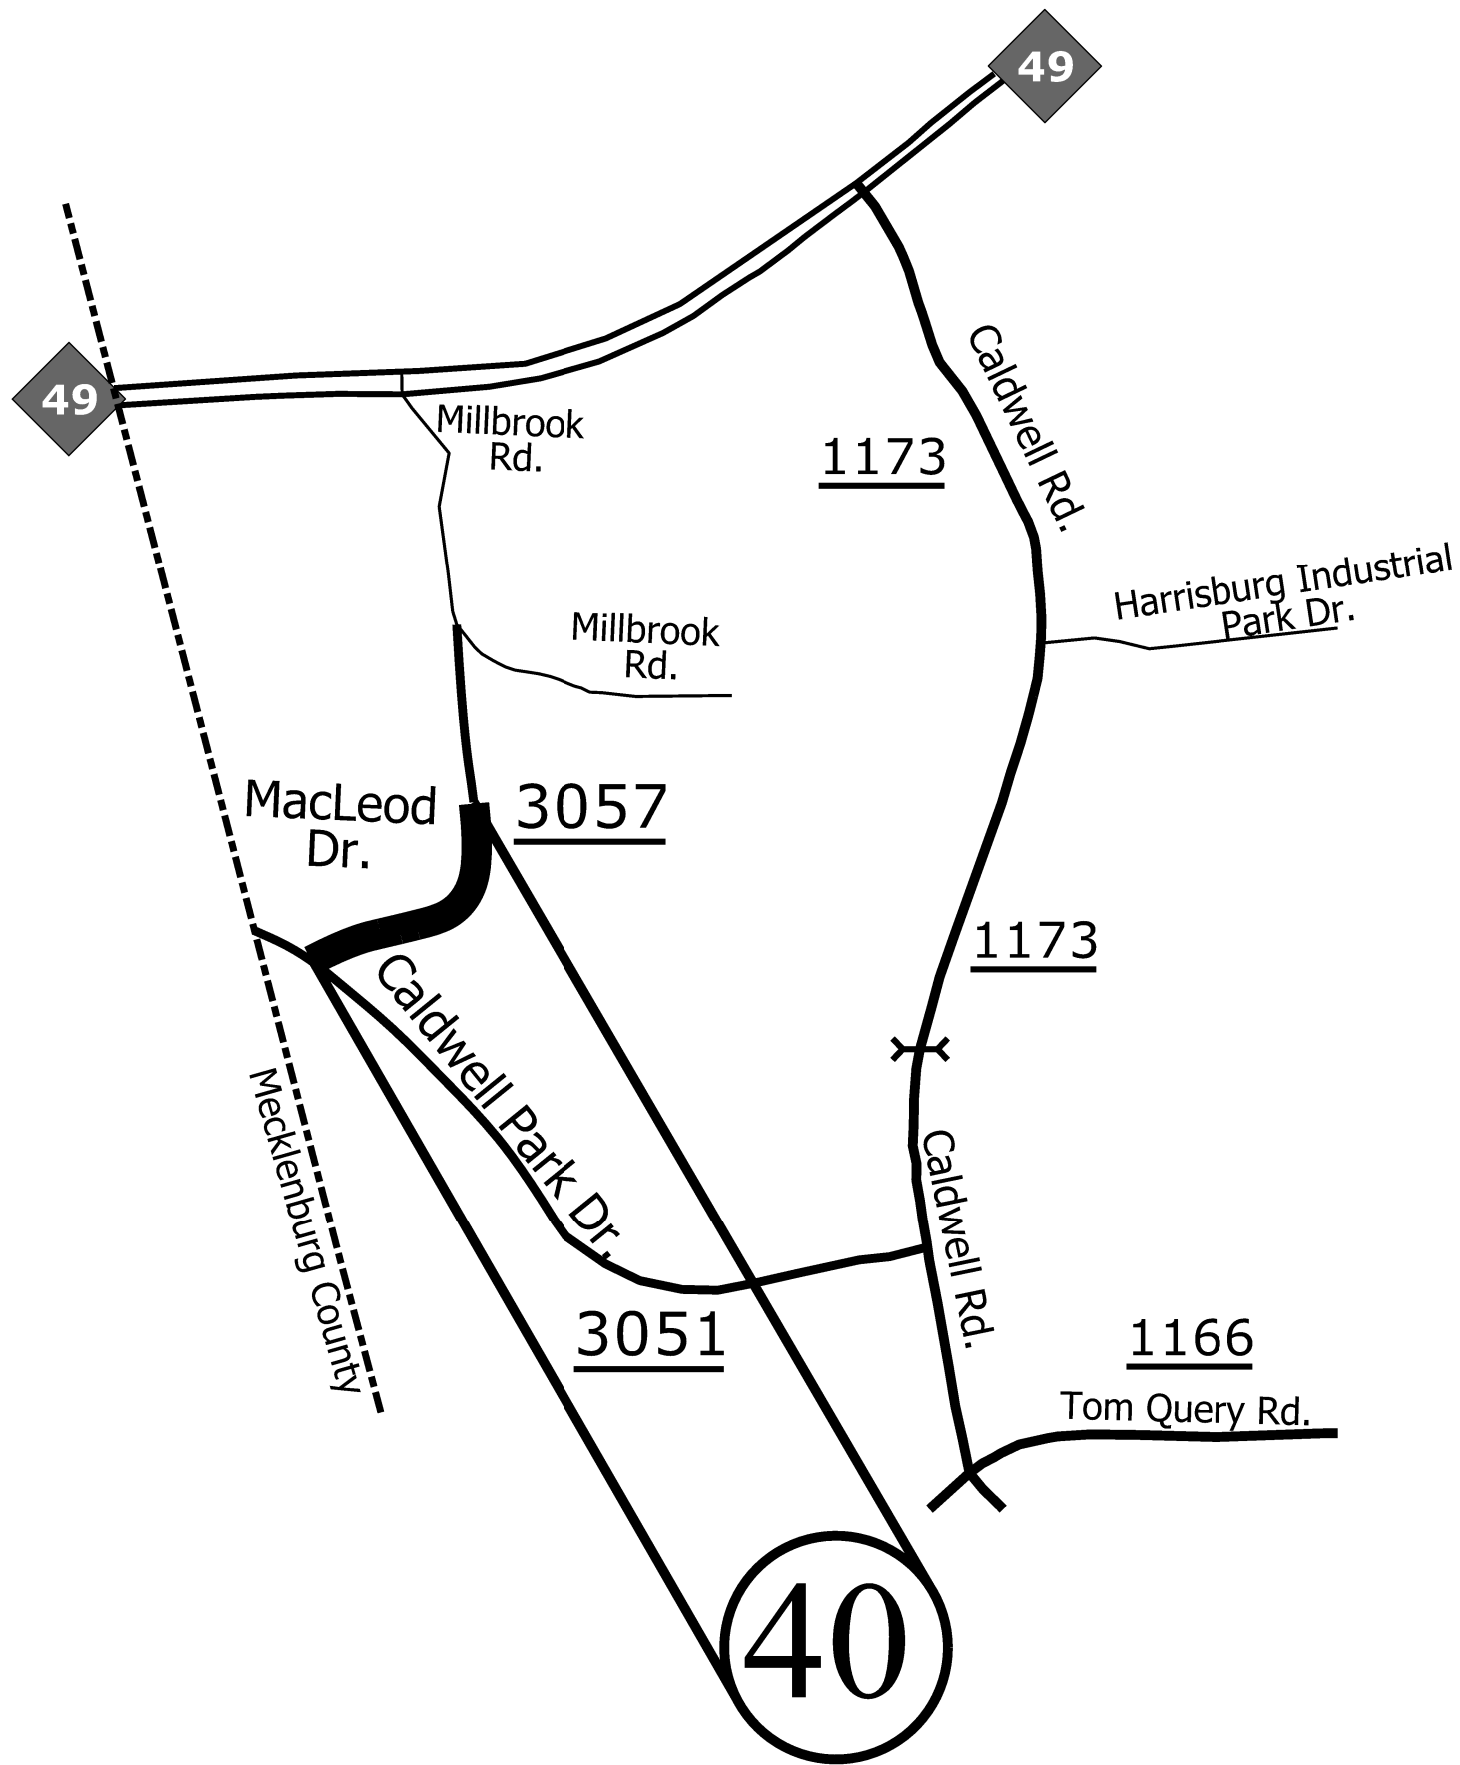 49
49
Millbrook
Rd.
Caldwell Rd.
1173
Harrisburg Industrial
Park Dr.
Millbrook
Rd.
MacLeod
Dr.
3057
1173
Caldwell Park Dr.
Mecklenburg County
Caldwell Rd.
3051
1166
Tom Query Rd.
40